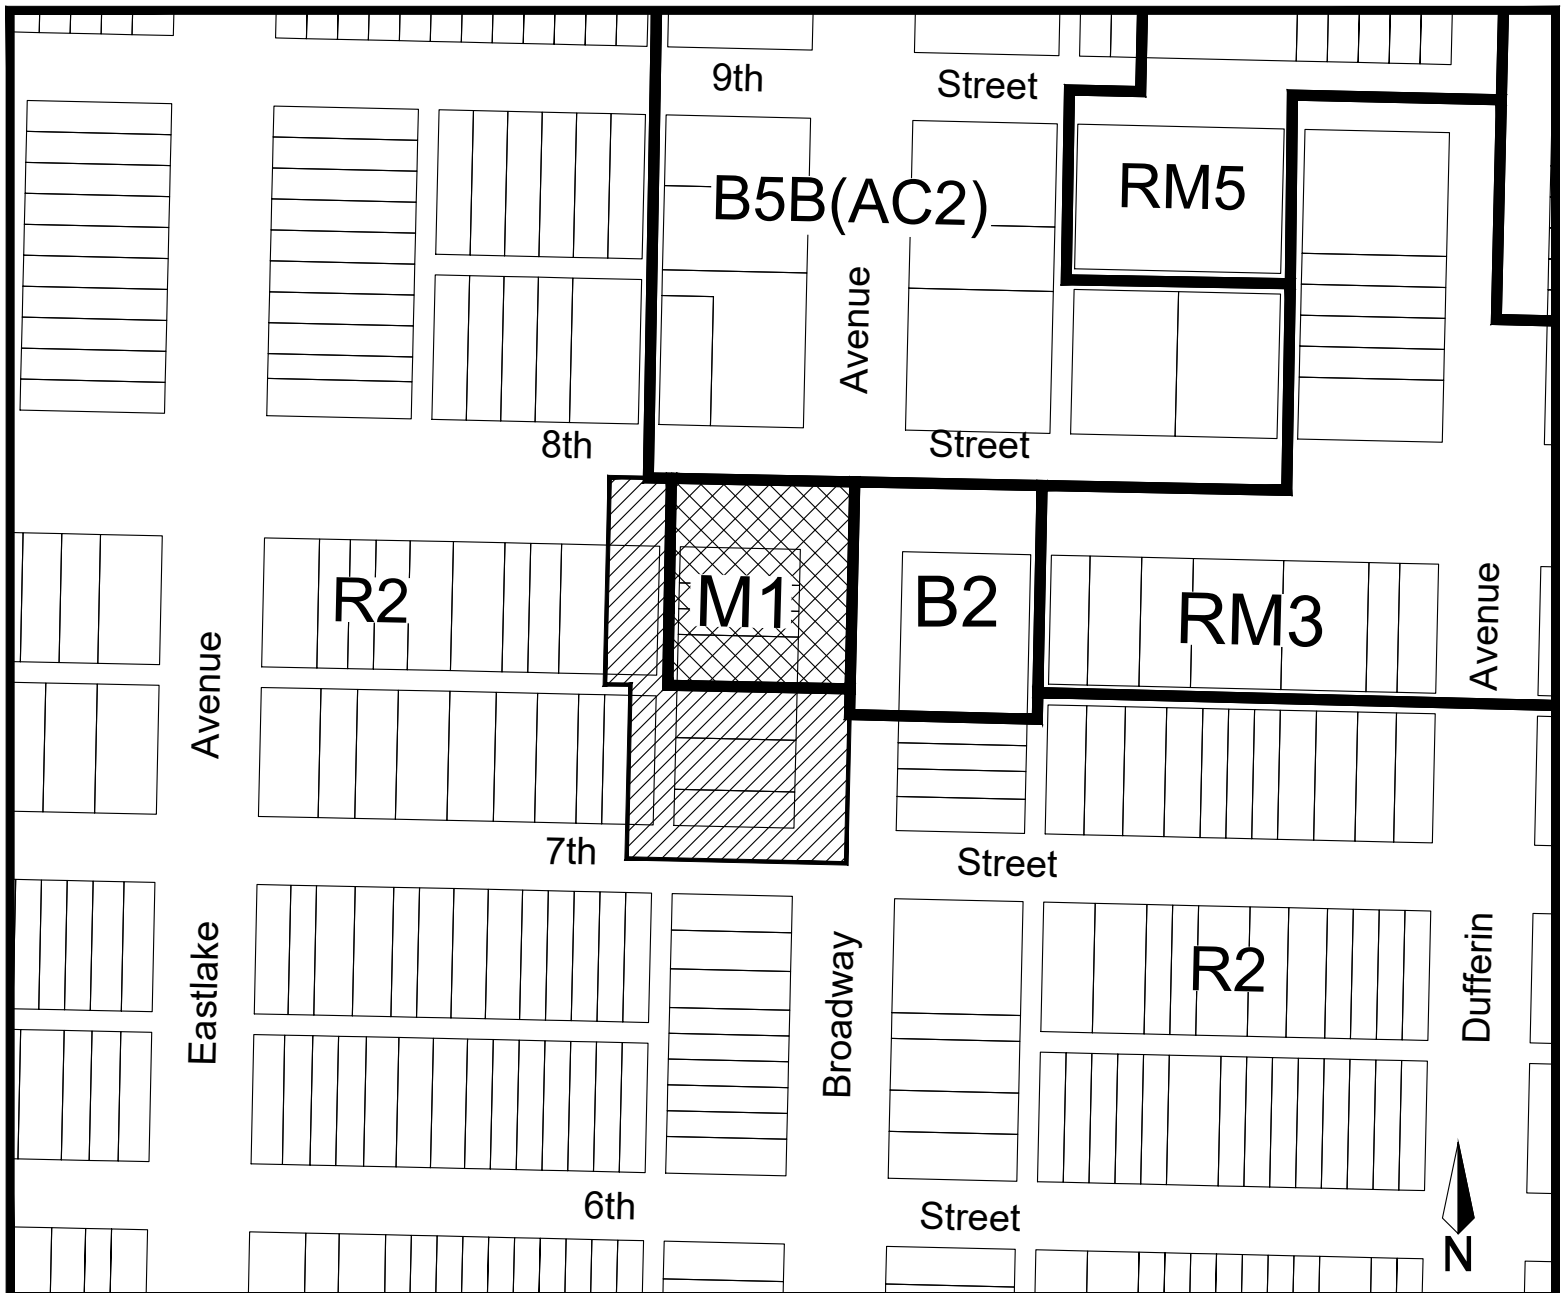 9th
Street
RM5
B5B(AC2)
Avenue
8th
Street
R2
M1
B2
RM3
Avenue
Avenue
7th
Street
Eastlake
Broadway
R2
Dufferin
6th
Street
N